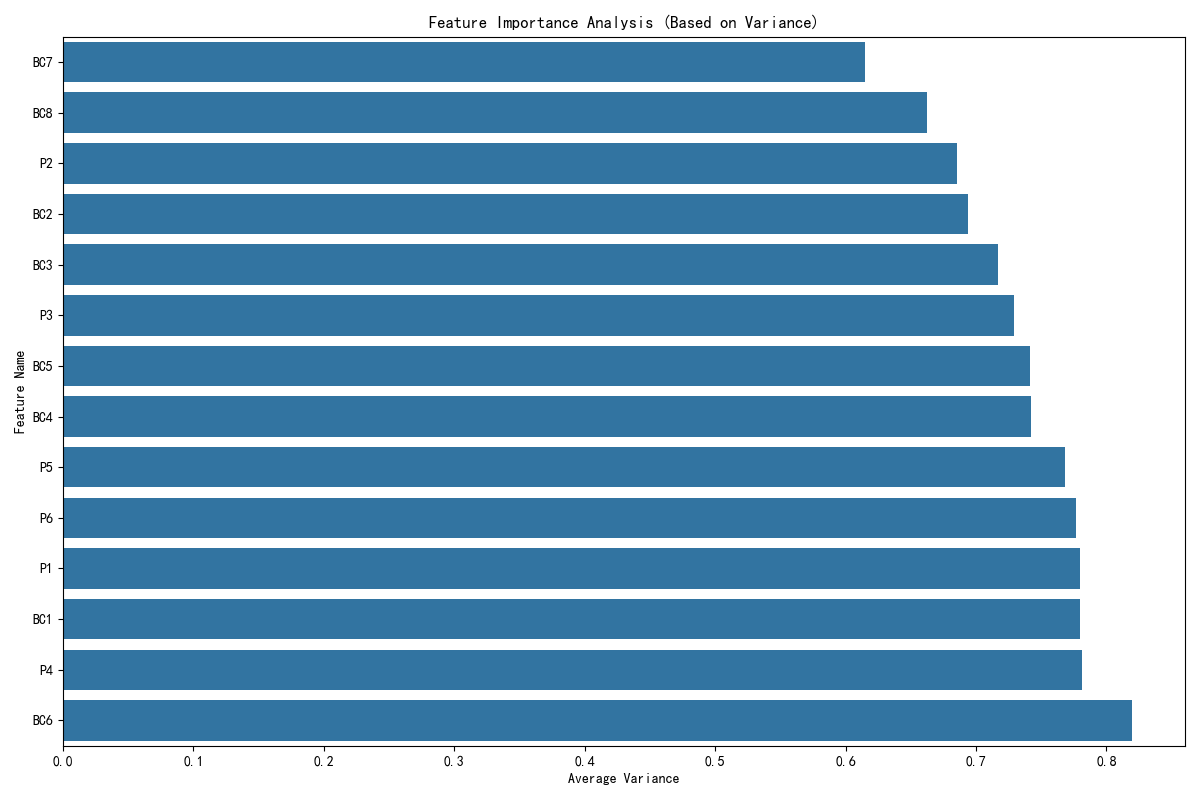 Feature Importance Analysis (Based on Variance)
Feature Name
BC7
BC8
P2
BC2
BC3
P3
BC5
BC4
P5
P6
P1
BC1
P4
BC6
0.0 0.1 0.2 0.3 0.4 0.5 0.6 0.7 0.8
Average Variance